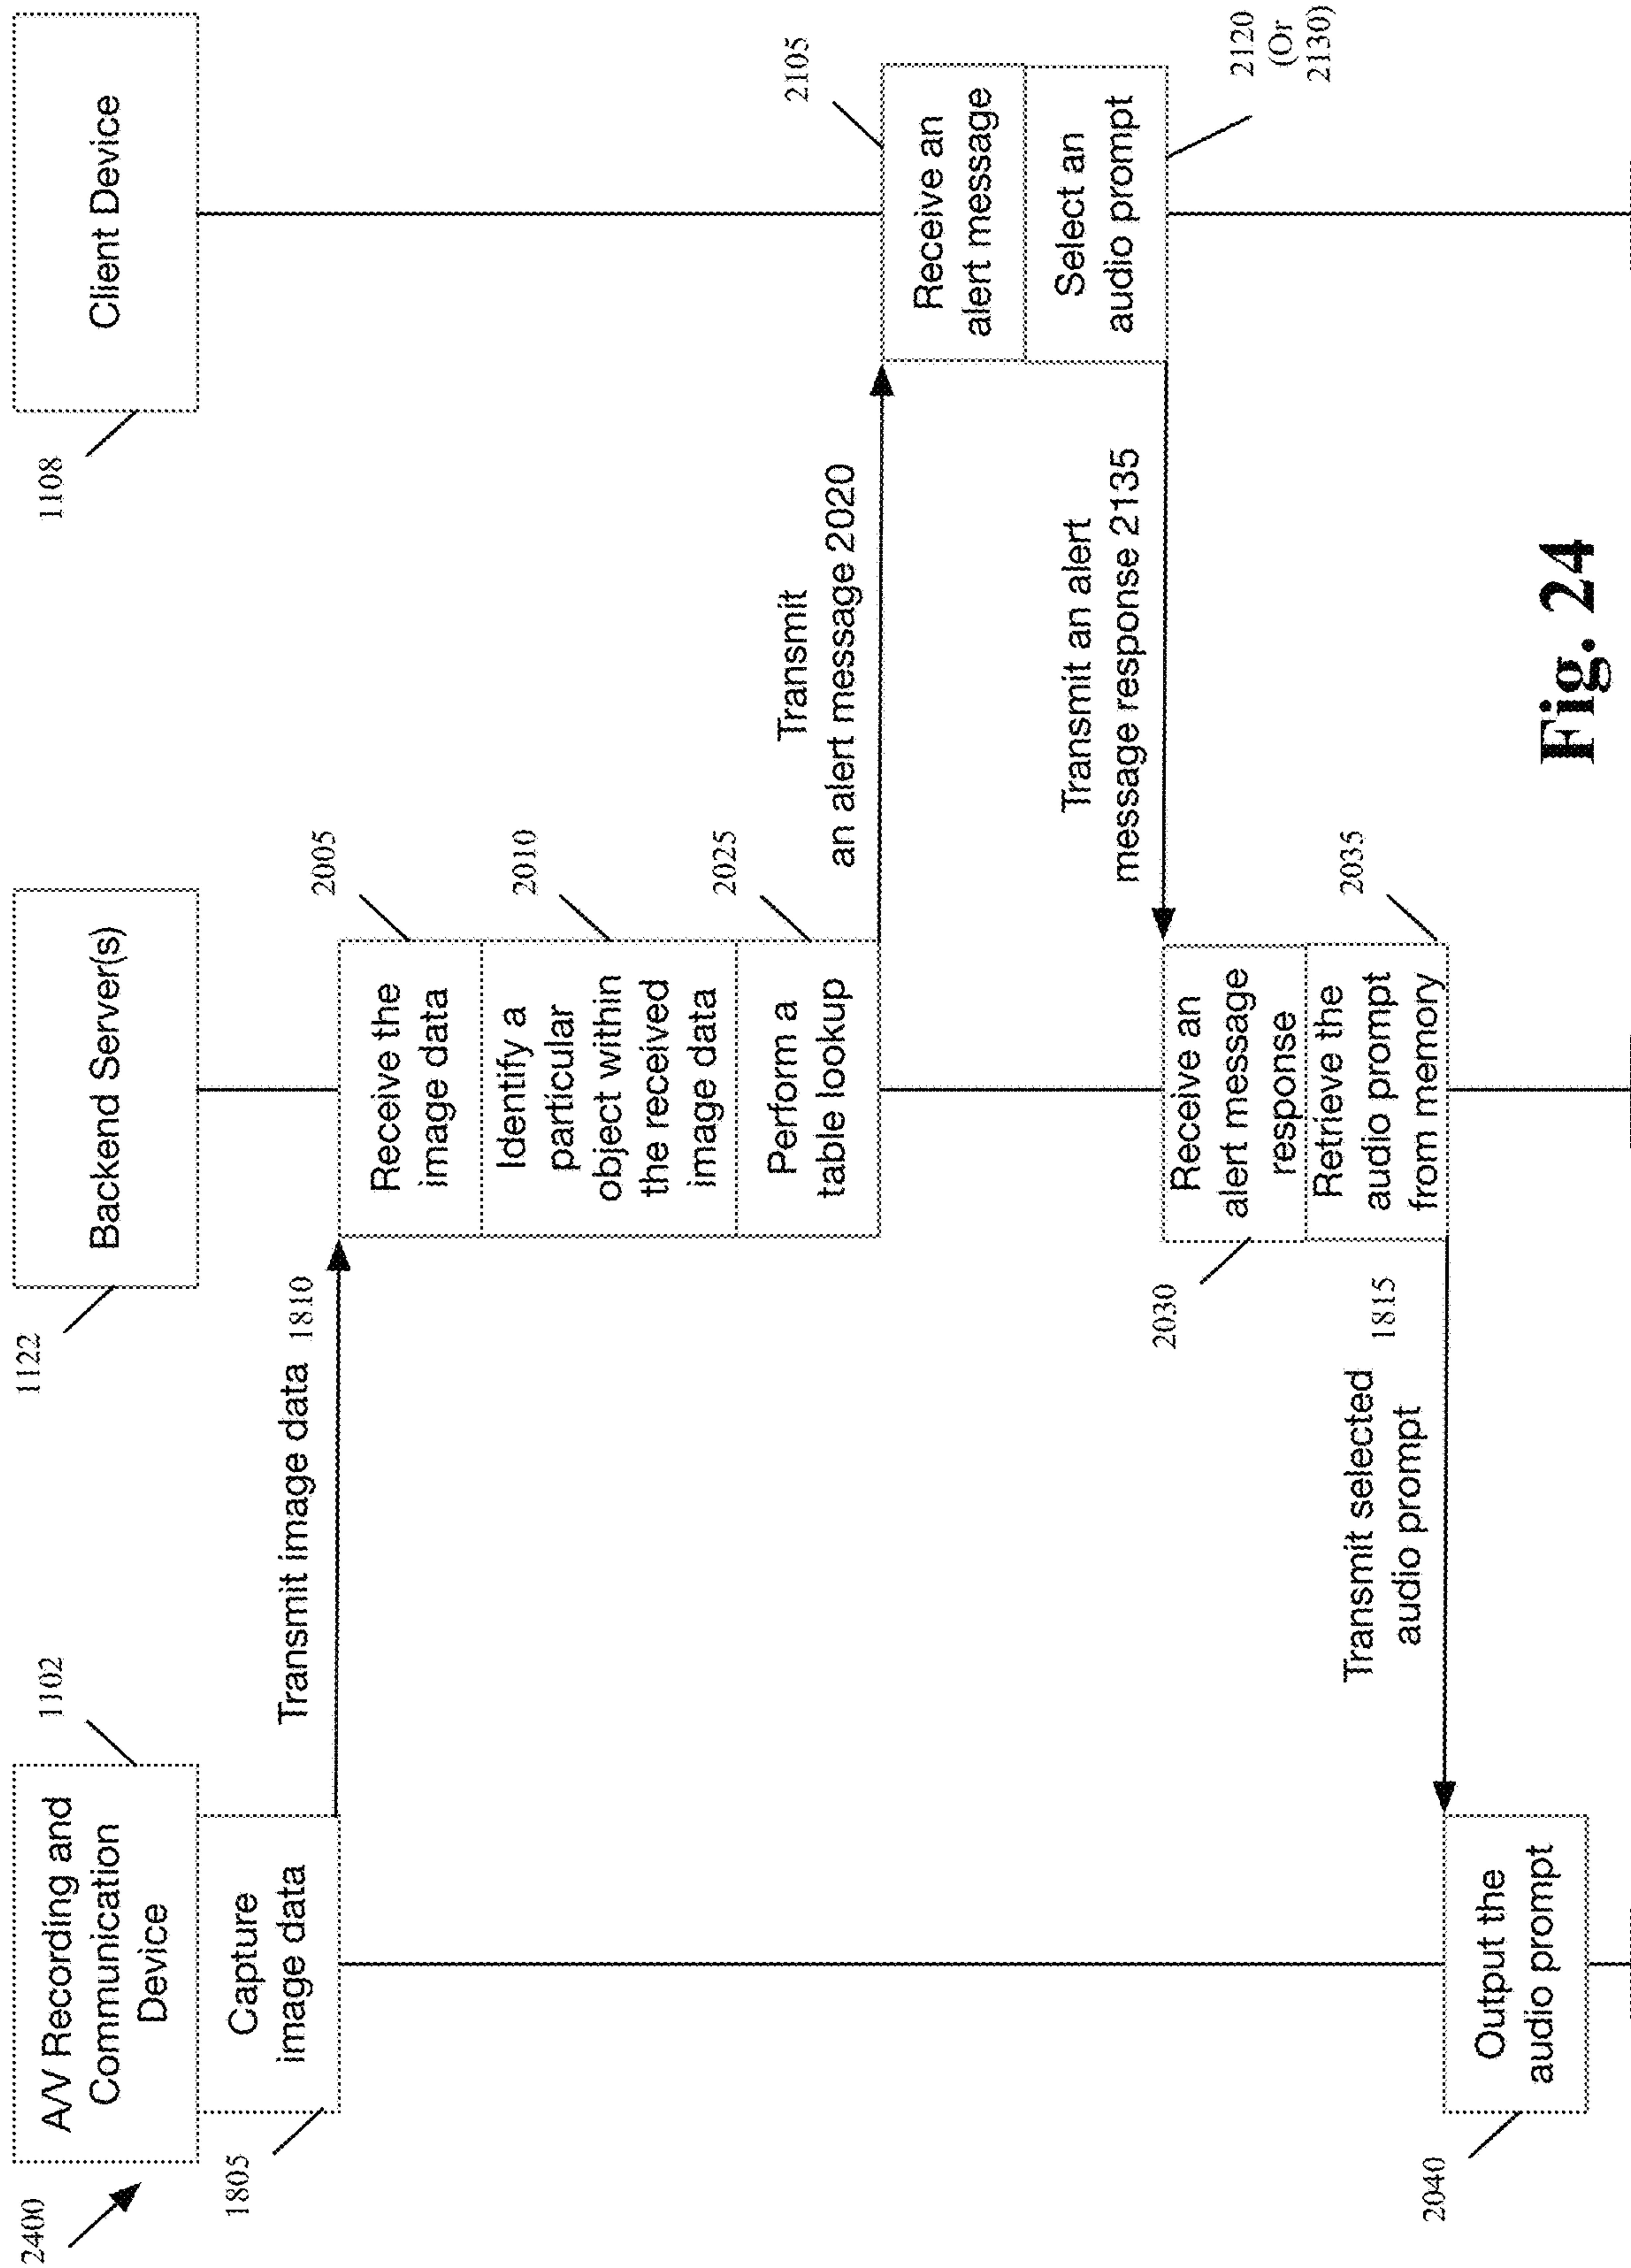 2400
A/V Recording and
Communication
Device
1102
1122
Backend Server(s)
1108
Client Device
1805
Capture
image data
Transmit image data 1810
Receive the
image data
2005
Identify a
particular
object within
the received
image data
2010
Perform a
table lookup
2025
Transmit
an alert message 2020
Receive an
alert message
2105
Select an
audio prompt
2120
(Or
2130)
Transmit an alert
message response 2135
Receive an
alert message
response
2030
Retrieve the
audio prompt
from memory
2035
1815
Transmit selected
audio prompt
Output the
audio prompt
2040
Fig. 24